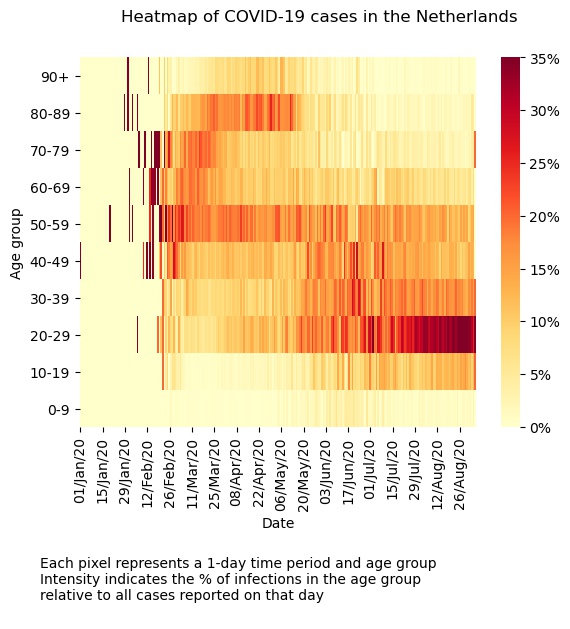 Heatmap of COVID-19 cases in the Netherlands
35%
90+
80-89
30%
70-79
25%
60-69
20%
Age group
50-59
15%
40-49
30-39
10%
20-29
5%
10-19
0-9
0%
01/Jan/20
15/Jan/20
29/Jan/20
12/Feb/20
26/Feb/20
11/Mar/20
25/Mar/20
08/Apr/20
22/Apr/20
06/May/20
20/May/20
03/Jun/20
17/Jun/20
01/Jul/20
15/Jul/20
29/Jul/20
12/Aug/20
26/Aug/20
Date
Each pixel represents a 1-day time period and age group
Intensity indicates the % of infections in the age group
relative to all cases reported on that day